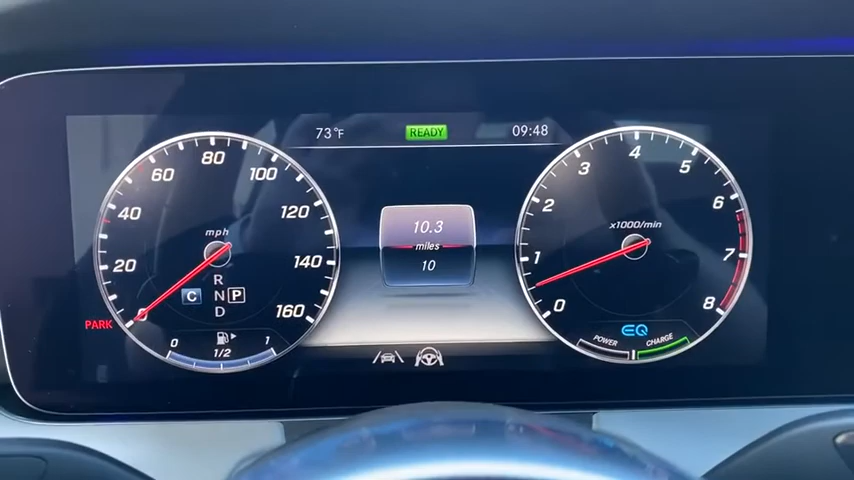 73°F
READY
09:48
0
20
40
60
80
100
120
140
160
mph
10.3
miles
10
0
1
2
3
4
5
6
7
8
x1000/min
R
C N P
D
PARK
0 1/2 1
EQ
POWER CHARGE